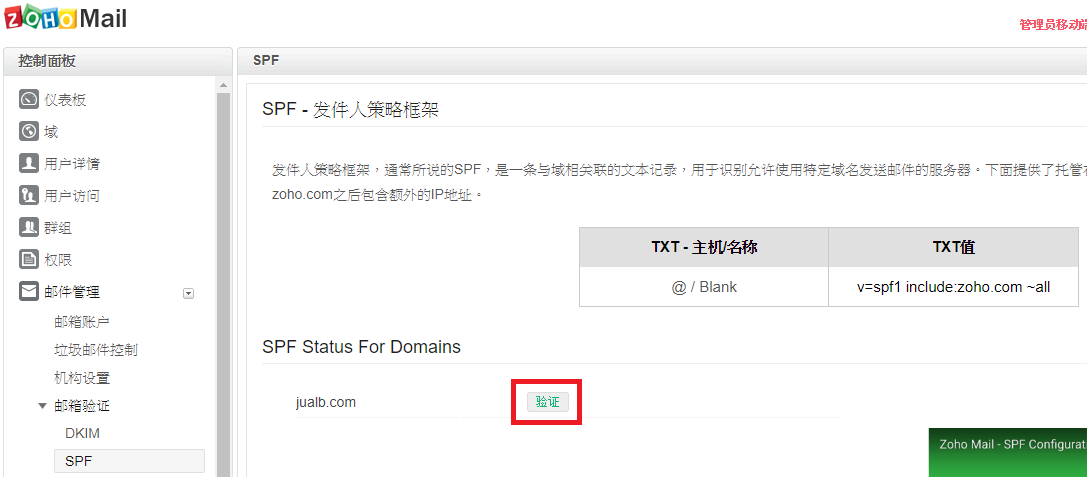 ZOHO Mail
管理员移动端
控制面板
仪表板
域
用户详情
用户访问
群组
权限
邮件管理
邮箱账户
垃圾邮件控制
机构设置
邮箱验证
DKIM
SPF
SPF
SPF - 发件人策略框架
发件人策略框架，通常所说的SPF，是一条与域相关联的文本记录，用于识别允许使用特定域名发送邮件的服务器。下面提供了托管
zoho.com之后包含额外的IP地址。
TXT - 主机/名称 TXT值
@ / Blank v=spf1 include:zoho.com ~all
SPF Status For Domains
jualb.com 验证
Zoho Mail - SPF Configurat